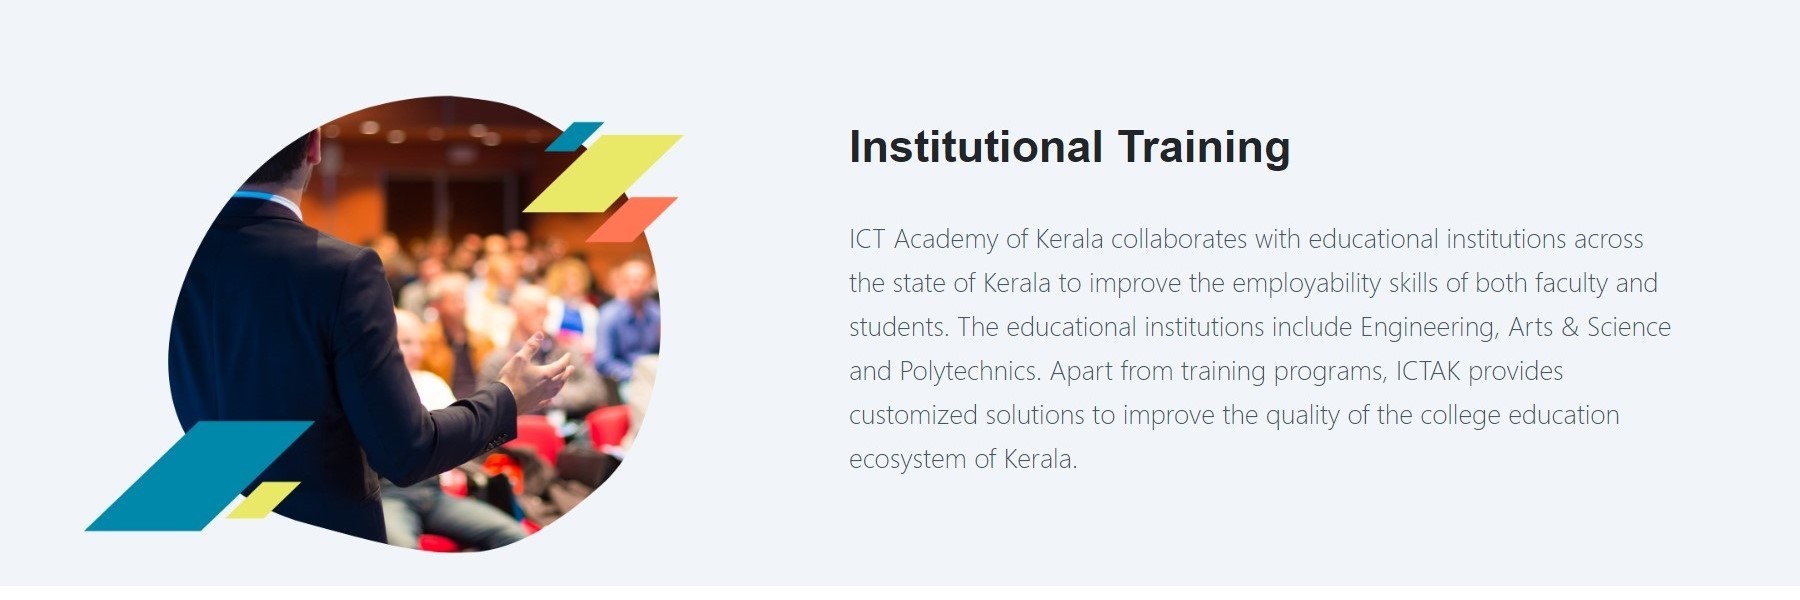 Institutional Training
ICT Academy of Kerala collaborates with educational institutions across
the state of Kerala to improve the employability skills of both faculty and
students. The educational institutions include Engineering, Arts & Science
and Polytechnics. Apart from training programs, ICTAK provides
customized solutions to improve the quality of the college education
ecosystem of Kerala.